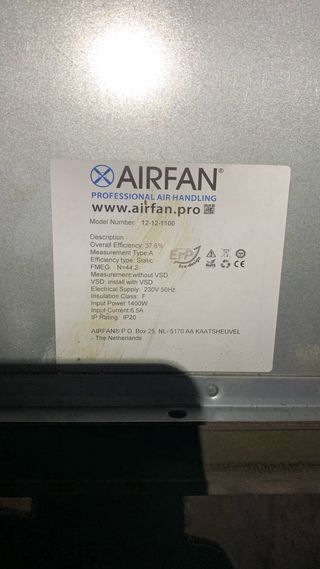 AIRFAN®
PROFESSIONAL AIR HANDLING
www.airfan.pro
Model Number: 12-12-1100
Description
Overall Efficiency: 37.6%
Measurement Type:A
Efficiency type: Static
FMEG: N=44.2
Measurement:without VSD
VSD: install with VSD
Electrical Supply: 230V 50Hz
Insulation Class: F
Input Power 1400W
Input Current:6.5A
IP Rating: IP20
ErP
CE
AIRFAN® P.O. Box 25, NL- 5170 AA KAATSHEUVEL
- The Netherlands